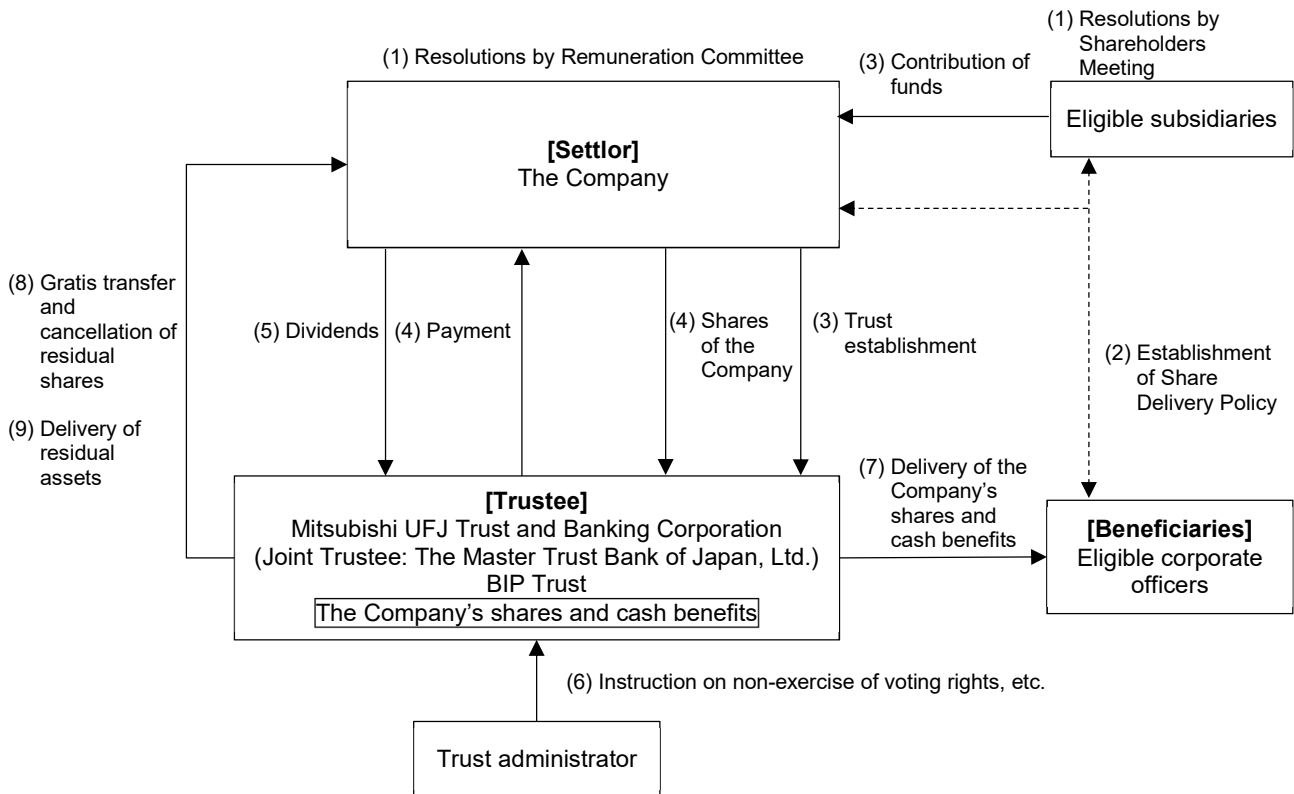 (1) Resolutions by Remuneration Committee
(1) Resolutions by
Shareholders
Meeting
(3) Contribution of
funds
Eligible subsidiaries
[Settlor]
The Company
(8) Gratis transfer
and
cancellation of
residual
shares
(9) Delivery of
residual
assets
(5) Dividends
(4) Payment
(4) Shares
of the
Company
(3) Trust
establishment
(2) Establishment
of Share
Delivery Policy
[Trustee]
Mitsubishi UFJ Trust and Banking Corporation
(Joint Trustee: The Master Trust Bank of Japan, Ltd.)
BIP Trust
The Company’s shares and cash benefits
(7) Delivery of the
Company’s
shares and
cash benefits
[Beneficiaries]
Eligible corporate
officers
(6) Instruction on non-exercise of voting rights, etc.
Trust administrator